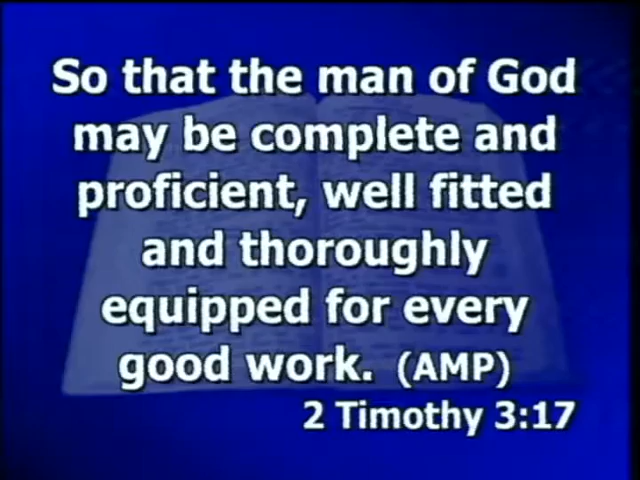 So that the man of God
may be complete and
proficient, well fitted
and thoroughly
equipped for every
good work. (AMP)
2 Timothy 3:17